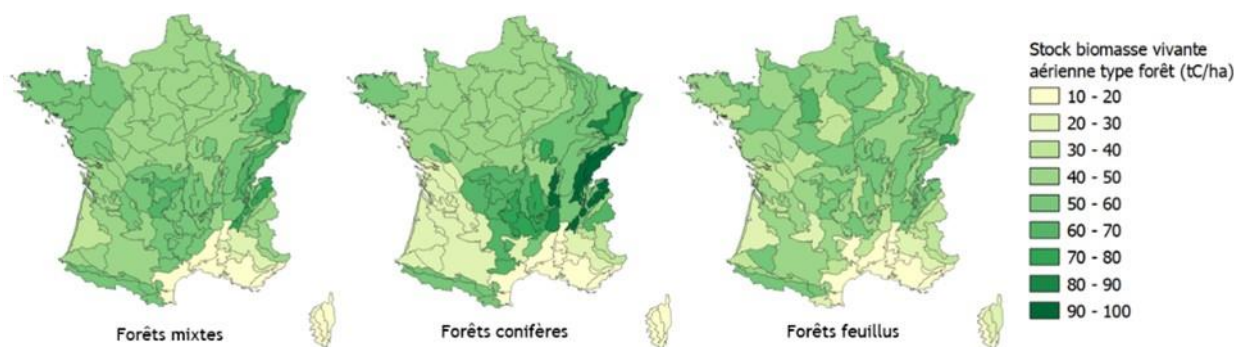 Stock biomasse vivante
aérienne type forêt (tC/ha)
10 - 20
20 - 30
30 - 40
40 - 50
50 - 60
60 - 70
70 - 80
80 - 90
90 - 100
Forêts mixtes
Forêts conifères
Forêts feuillus